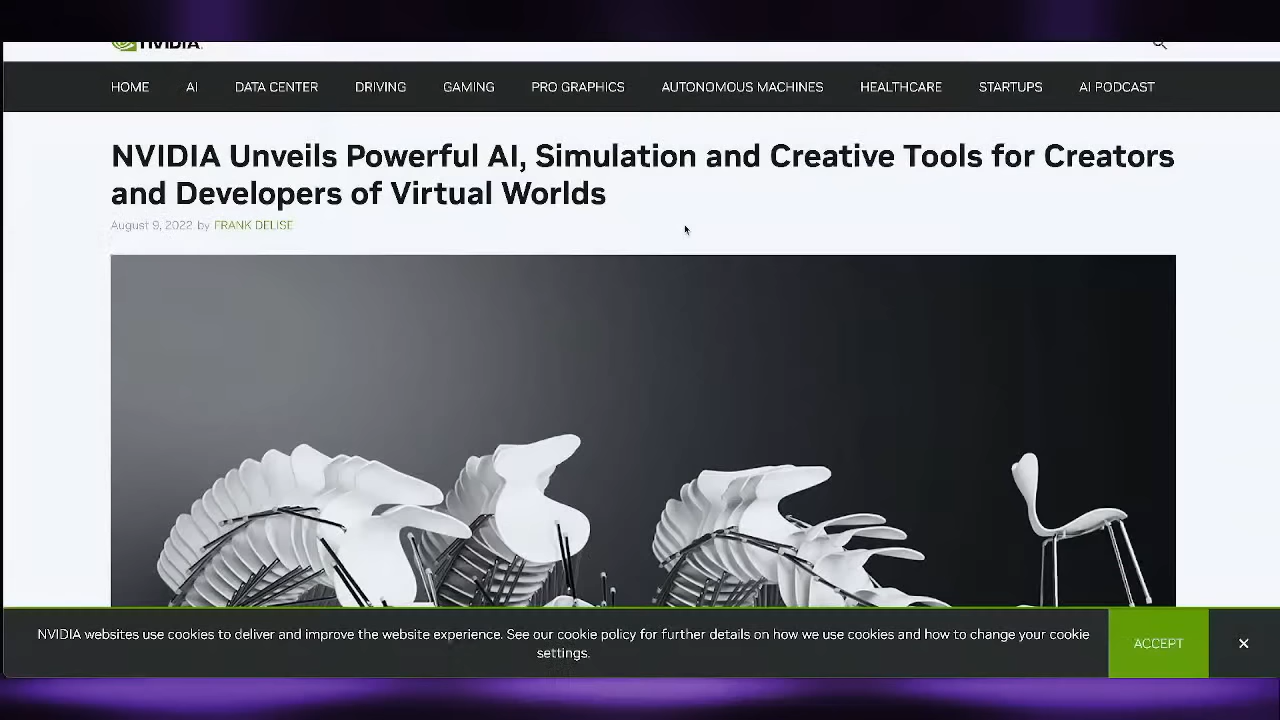 NVIDIA.
HOME AI DATA CENTER DRIVING GAMING PRO GRAPHICS AUTONOMOUS MACHINES HEALTHCARE STARTUPS AI PODCAST
NVIDIA Unveils Powerful AI, Simulation and Creative Tools for Creators
and Developers of Virtual Worlds
August 9, 2022 by FRANK DELISE
NVIDIA websites use cookies to deliver and improve the website experience. See our cookie policy for further details on how we use cookies and how to change your cookie
settings.
ACCEPT